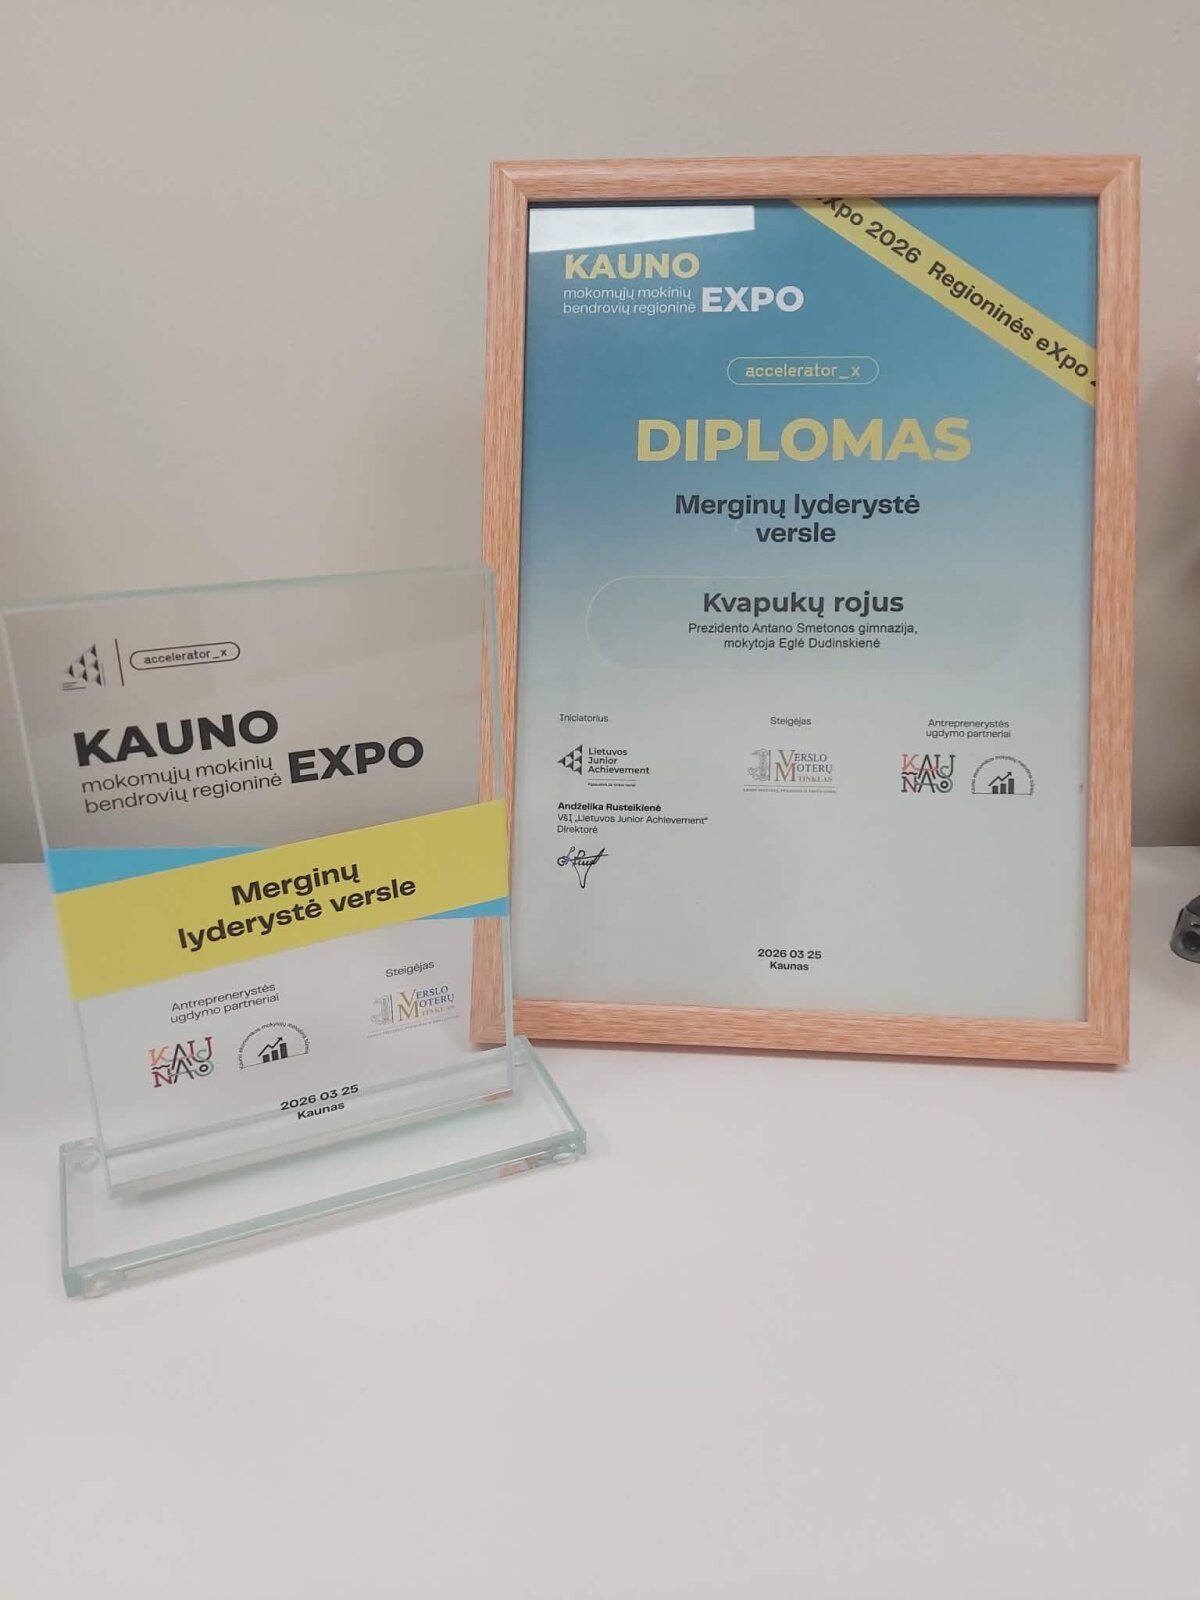 KAUNO
mokomųjų mokinių
bendrovių regioninė EXPO
eXpo 2026 Regioninės eXpo
accelerator_x
DIPLOMAS
Merginų lyderystė
versle
Kvapukų rojus
Prezidento Antano Smetonos gimnazija,
mokytoja Eglė Dudinskienė
Iniciatorius
Lietuvos
Junior
Achievement
Steigėjas
VERSLO
MOTERŲ
TINKLAS
Antreprenerystės
ugdymo partneriai
KAUNAS
Andželika Rusteikienė
VšĮ „Lietuvos Junior Achievement"
Direktorė
2026 03 25
Kaunas
accelerator_x
KAUNO
mokomųjų mokinių
bendrovių regioninė EXPO
Merginų
lyderystė versle
Antreprenerystės
ugdymo partneriai
KAUNAS
Steigėjas
VERSLO
MOTERŲ
TINKLAS
2026 03 25
Kaunas